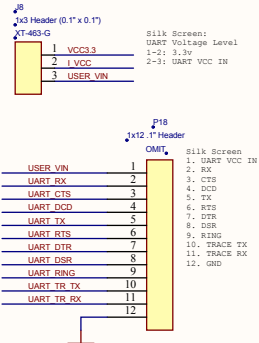 J8
1x3 Header (0.1" x 0.1")
XT-463-G
1 VCC3.3
2 I_VCC
3 USER_VIN
Silk Screen:
UART Voltage Level
1-2: 3.3v
2-3: UART VCC IN
P18
1x12 .1" Header
OMIT
USER_VIN 1
UART_RX 2
UART_CTS 3
UART_DCD 4
UART_TX 5
UART_RTS 6
UART_DTR 7
UART_DSR 8
UART_RING 9
UART_TR_TX 10
UART_TR_RX 11
12
Silk Screen
1. UART VCC IN
2. RX
3. CTS
4. DCD
5. TX
6. RTS
7. DTR
8. DSR
9. RING
10. TRACE TX
11. TRACE RX
12. GND